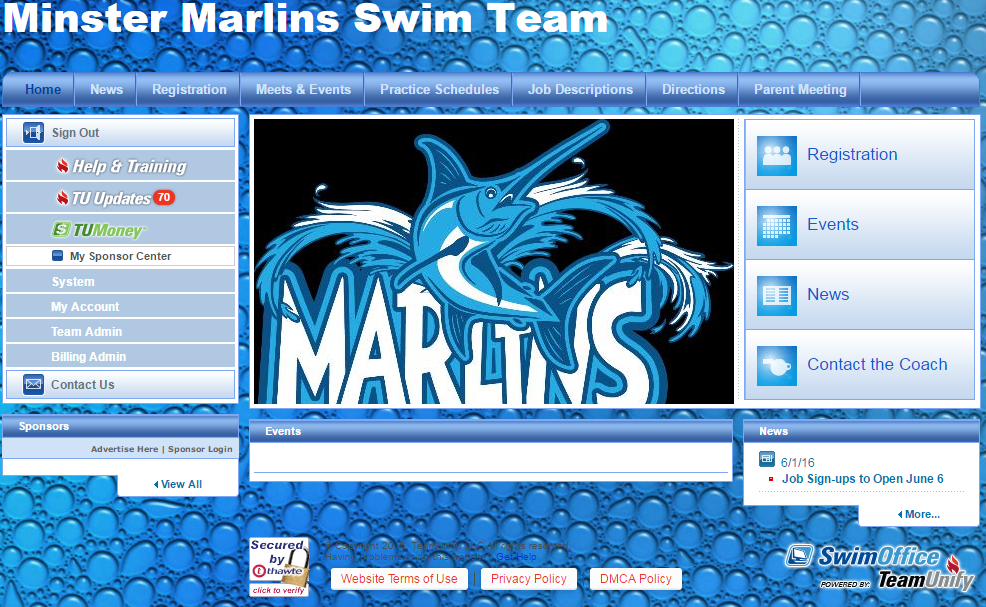 Minster Marlins Swim Team
Home News Registration Meets & Events Practice Schedules Job Descriptions Directions Parent Meeting
Sign Out
Help & Training
TU Updates 70
TUMoney
My Sponsor Center
System
My Account
Team Admin
Billing Admin
Contact Us
MARLINS
Registration
Events
News
Contact the Coach
Sponsors
Advertise Here | Sponsor Login
View All
Events
News
6/1/16
Job Sign-ups to Open June 6
More...
Secured
by
thawte
click to verify
Copyright
Get Help
Website Terms of Use | Privacy Policy DMCA Policy
SwimOffice
POWERED BY: TeamUnify